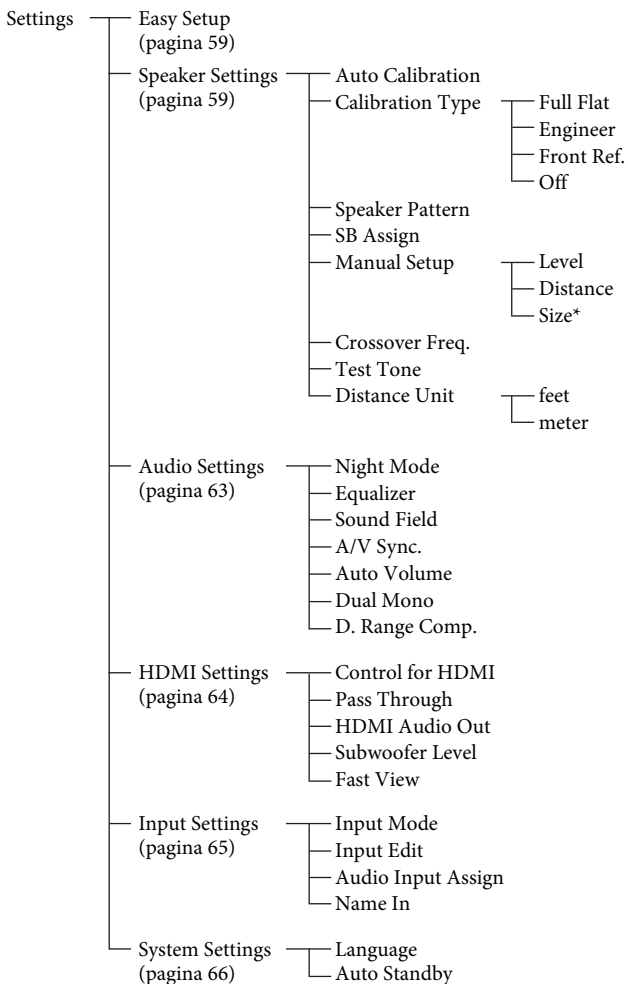 Settings
Easy Setup
(pagina 59)
Speaker Settings
(pagina 59)
Auto Calibration
Calibration Type
Full Flat
Engineer
Front Ref.
Off
Speaker Pattern
SB Assign
Manual Setup
Level
Distance
Size*
Crossover Freq.
Test Tone
Distance Unit
feet
meter
Audio Settings
(pagina 63)
Night Mode
Equalizer
Sound Field
A/V Sync.
Auto Volume
Dual Mono
D. Range Comp.
HDMI Settings
(pagina 64)
Control for HDMI
Pass Through
HDMI Audio Out
Subwoofer Level
Fast View
Input Settings
(pagina 65)
Input Mode
Input Edit
Audio Input Assign
Name In
System Settings
(pagina 66)
Language
Auto Standby